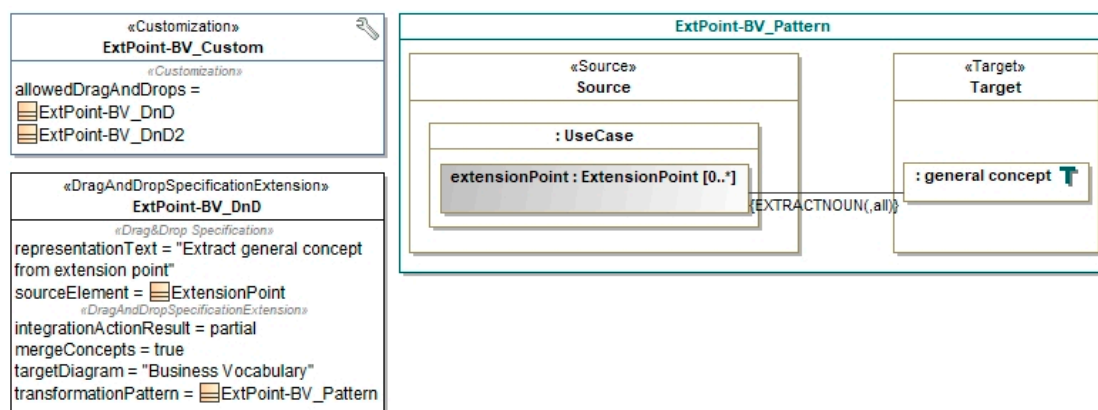 «Customization»
ExtPoint-BV_Custom
«Customization»
allowedDragAndDrops =
ExtPoint-BV_DnD
ExtPoint-BV_DnD2
«DragAndDropSpecificationExtension»
ExtPoint-BV_DnD
«Drag&Drop Specification»
representationText = "Extract general concept
from extension point"
sourceElement = ExtensionPoint
«DragAndDropSpecificationExtension»
integrationActionResult = partial
mergeConcepts = true
targetDiagram = "Business Vocabulary"
transformationPattern = ExtPoint-BV_Pattern
ExtPoint-BV_Pattern
«Source»
Source
: UseCase
extensionPoint : ExtensionPoint [0..*]
{EXTRACTNOUN(,all)}
«Target»
Target
: general concept